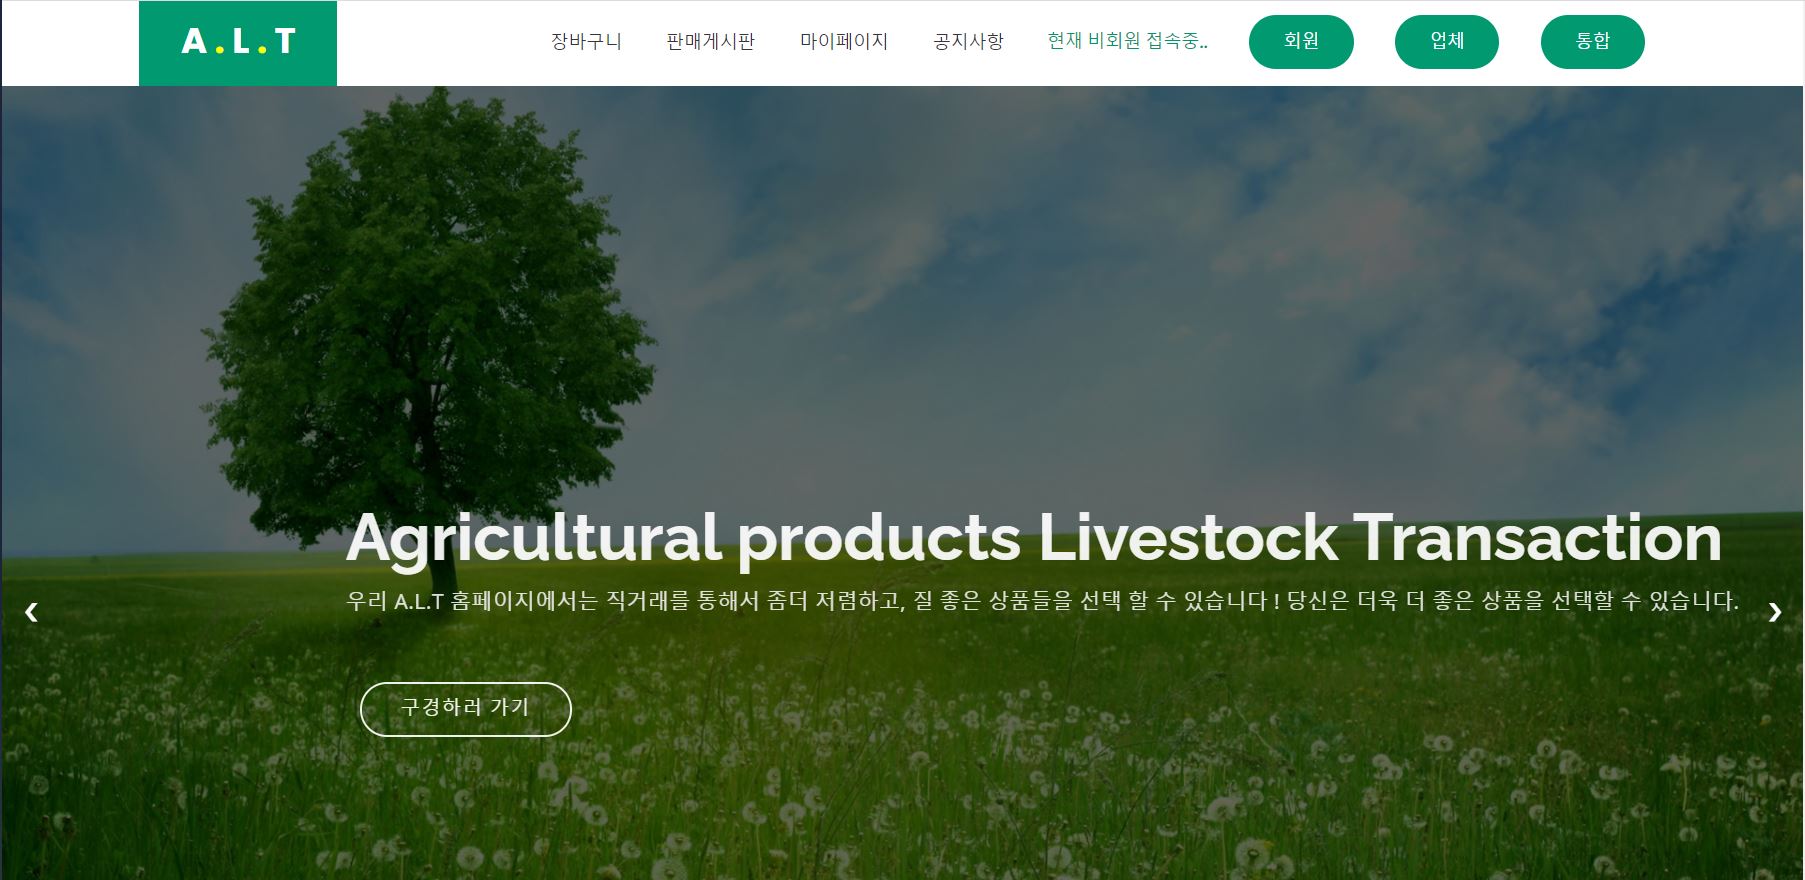 A.L.T
장바구니
판매게시판
마이페이지
공지사항
현재 비회원 접속중..
회원
업체
통합
Agricultural products Livestock Transaction
우리 A.L.T 홈페이지에서는 직거래를 통해서 좀더 저렴하고, 질 좋은 상품들을 선택 할 수 있습니다 ! 당신은 더욱 더 좋은 상품을 선택할 수 있습니다.
구경하러 가기